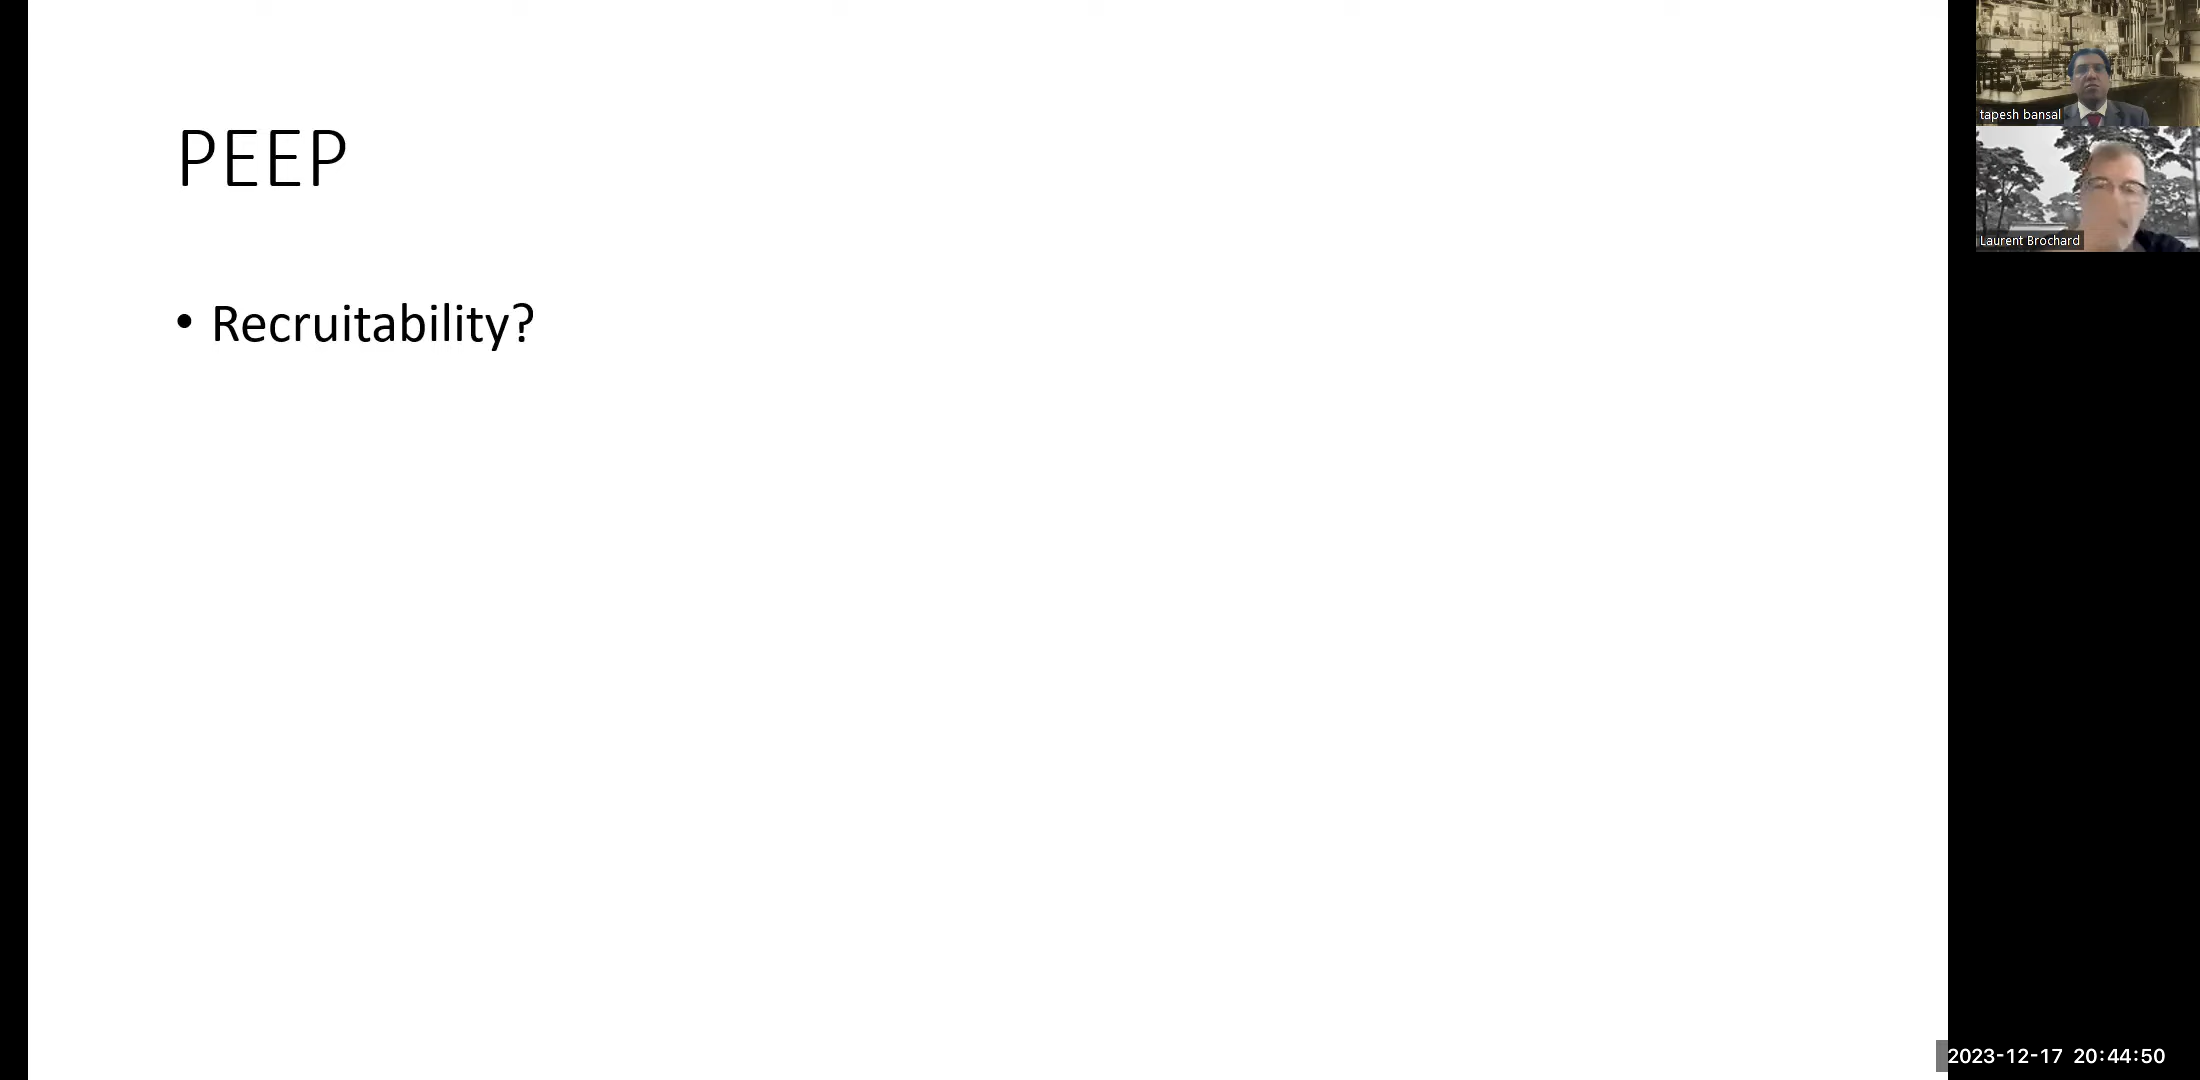 PEEP
• Recruitability?
tapesh bansal
Laurent Brochard
2023-12-17 20:44:50